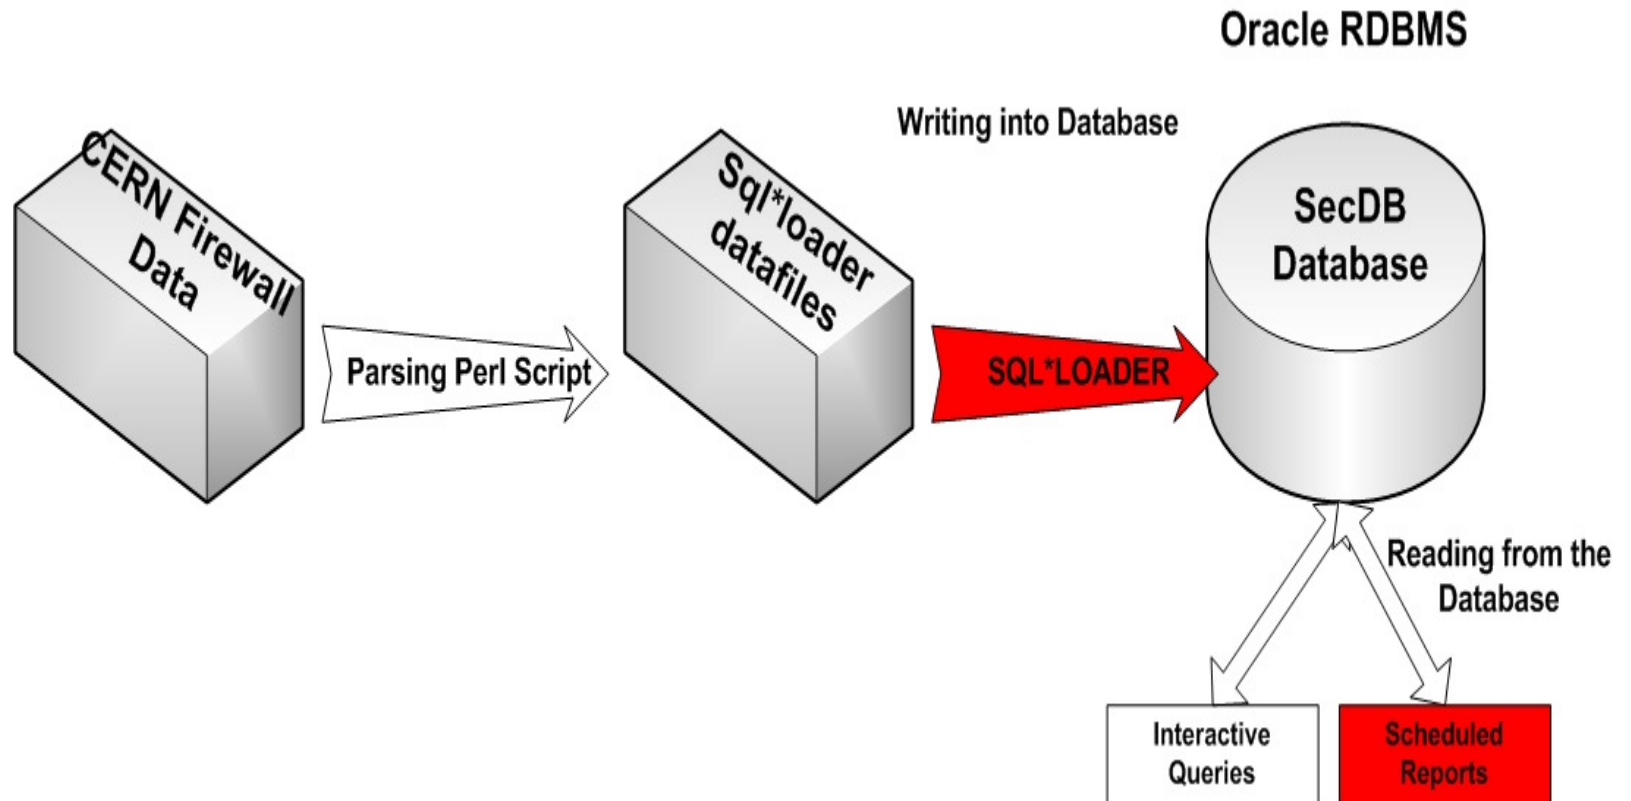 Oracle RDBMS
Writing into Database
CERN Firewall
Data
Sql*loader
datafiles
SecDB
Database
Parsing Perl Script
SQL*LOADER
Reading from the
Database
Interactive
Queries
Scheduled
Reports